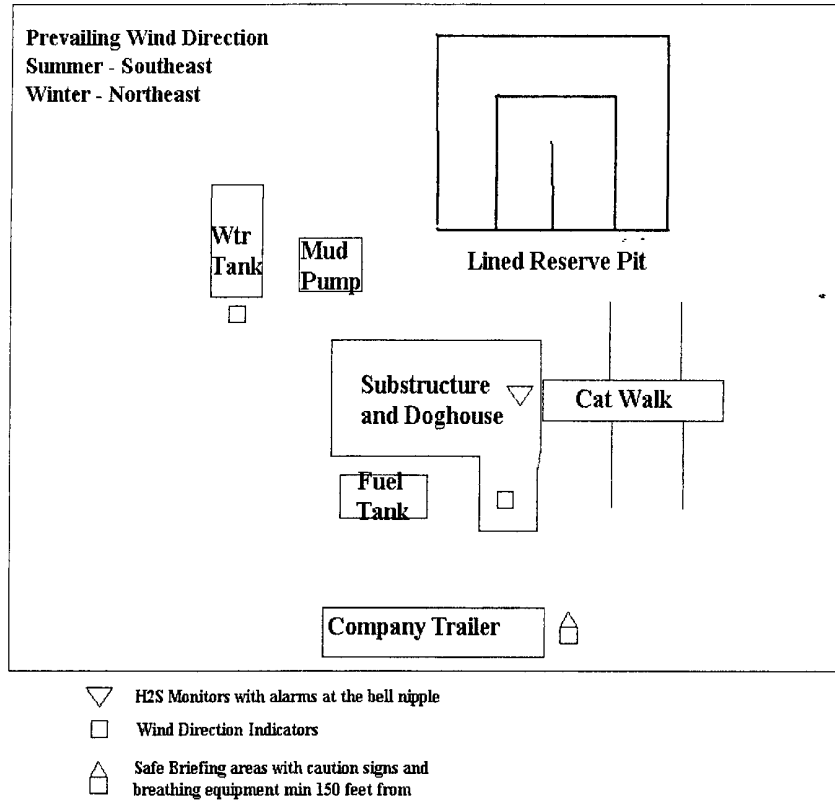 Prevailing Wind Direction
Summer - Southeast
Winter - Northeast
Wtr
Tank
Mud
Pump
Lined Reserve Pit
Substructure
and Doghouse
Cat Walk
Fuel
Tank
Company Trailer
H2S Monitors with alarms at the bell nipple
Wind Direction Indicators
Safe Briefing areas with caution signs and
breathing equipment min 150 feet from